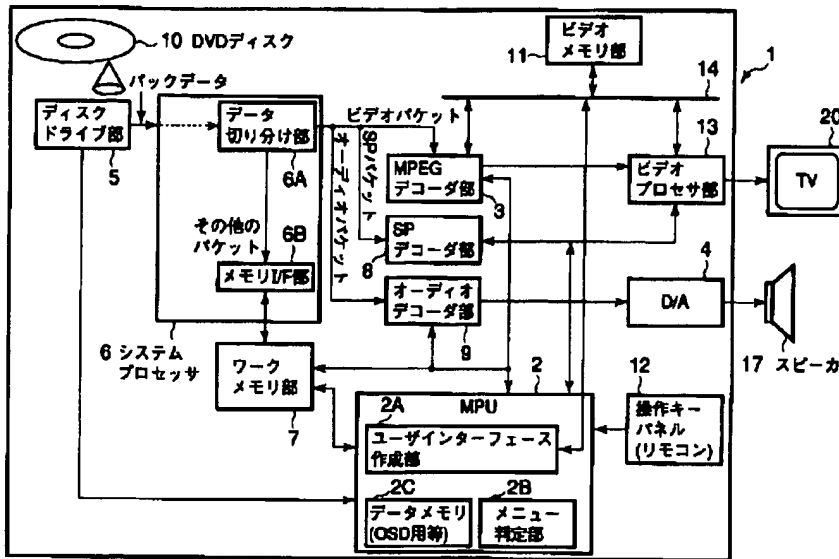 10 DVDディスク
パックデータ
ディスク
ドライブ部
5
データ
切り分け部
6A
ビデオパケット
SPパケット
オーディオパケット
その他の
パケット
6B
メモリI/F部
6 システム
プロセッサ
ワーク
メモリ部
7
MPEG
デコーダ部
3
SP
デコーダ部
8
オーディオ
デコーダ部
9
ビデオ
メモリ部
11
14
1
13
ビデオ
プロセサ部
20
TV
4
D/A
17 スピーカ
2
MPU
2A
ユーザインターフェース
作成部
2C
データメモリ
(OSD用等)
2B
メニュー
判定部
12
操作キー
パネル
(リモコン)